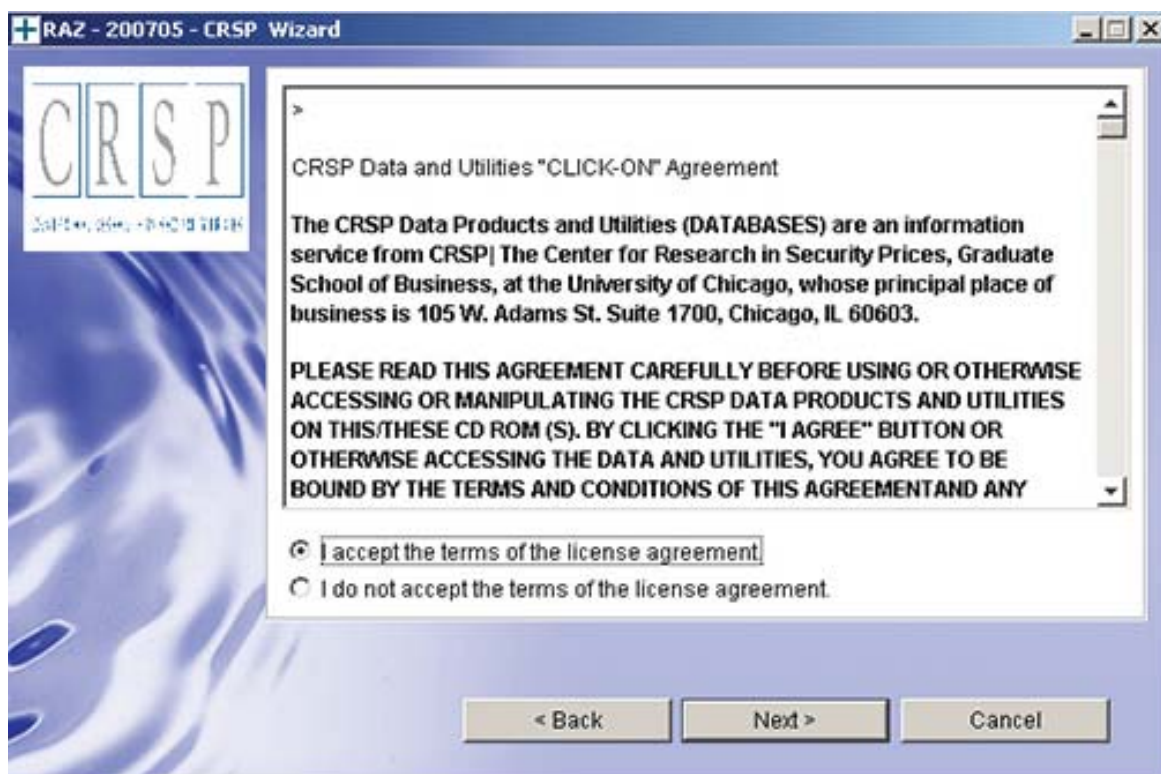 RAZ - 200705 - CRSP Wizard
CRSP
>
CRSP Data and Utilities "CLICK-ON" Agreement
The CRSP Data Products and Utilities (DATABASES) are an information
service from CRSP| The Center for Research in Security Prices, Graduate
School of Business, at the University of Chicago, whose principal place of
business is 105 W. Adams St. Suite 1700, Chicago, IL 60603.
PLEASE READ THIS AGREEMENT CAREFULLY BEFORE USING OR OTHERWISE
ACCESSING OR MANIPULATING THE CRSP DATA PRODUCTS AND UTILITIES
ON THIS/THESE CD ROM (S). BY CLICKING THE "I AGREE" BUTTON OR
OTHERWISE ACCESSING THE DATA AND UTILITIES, YOU AGREE TO BE
BOUND BY THE TERMS AND CONDITIONS OF THIS AGREEMENTAND ANY
I accept the terms of the license agreement.
I do not accept the terms of the license agreement.
< Back
Next >
Cancel